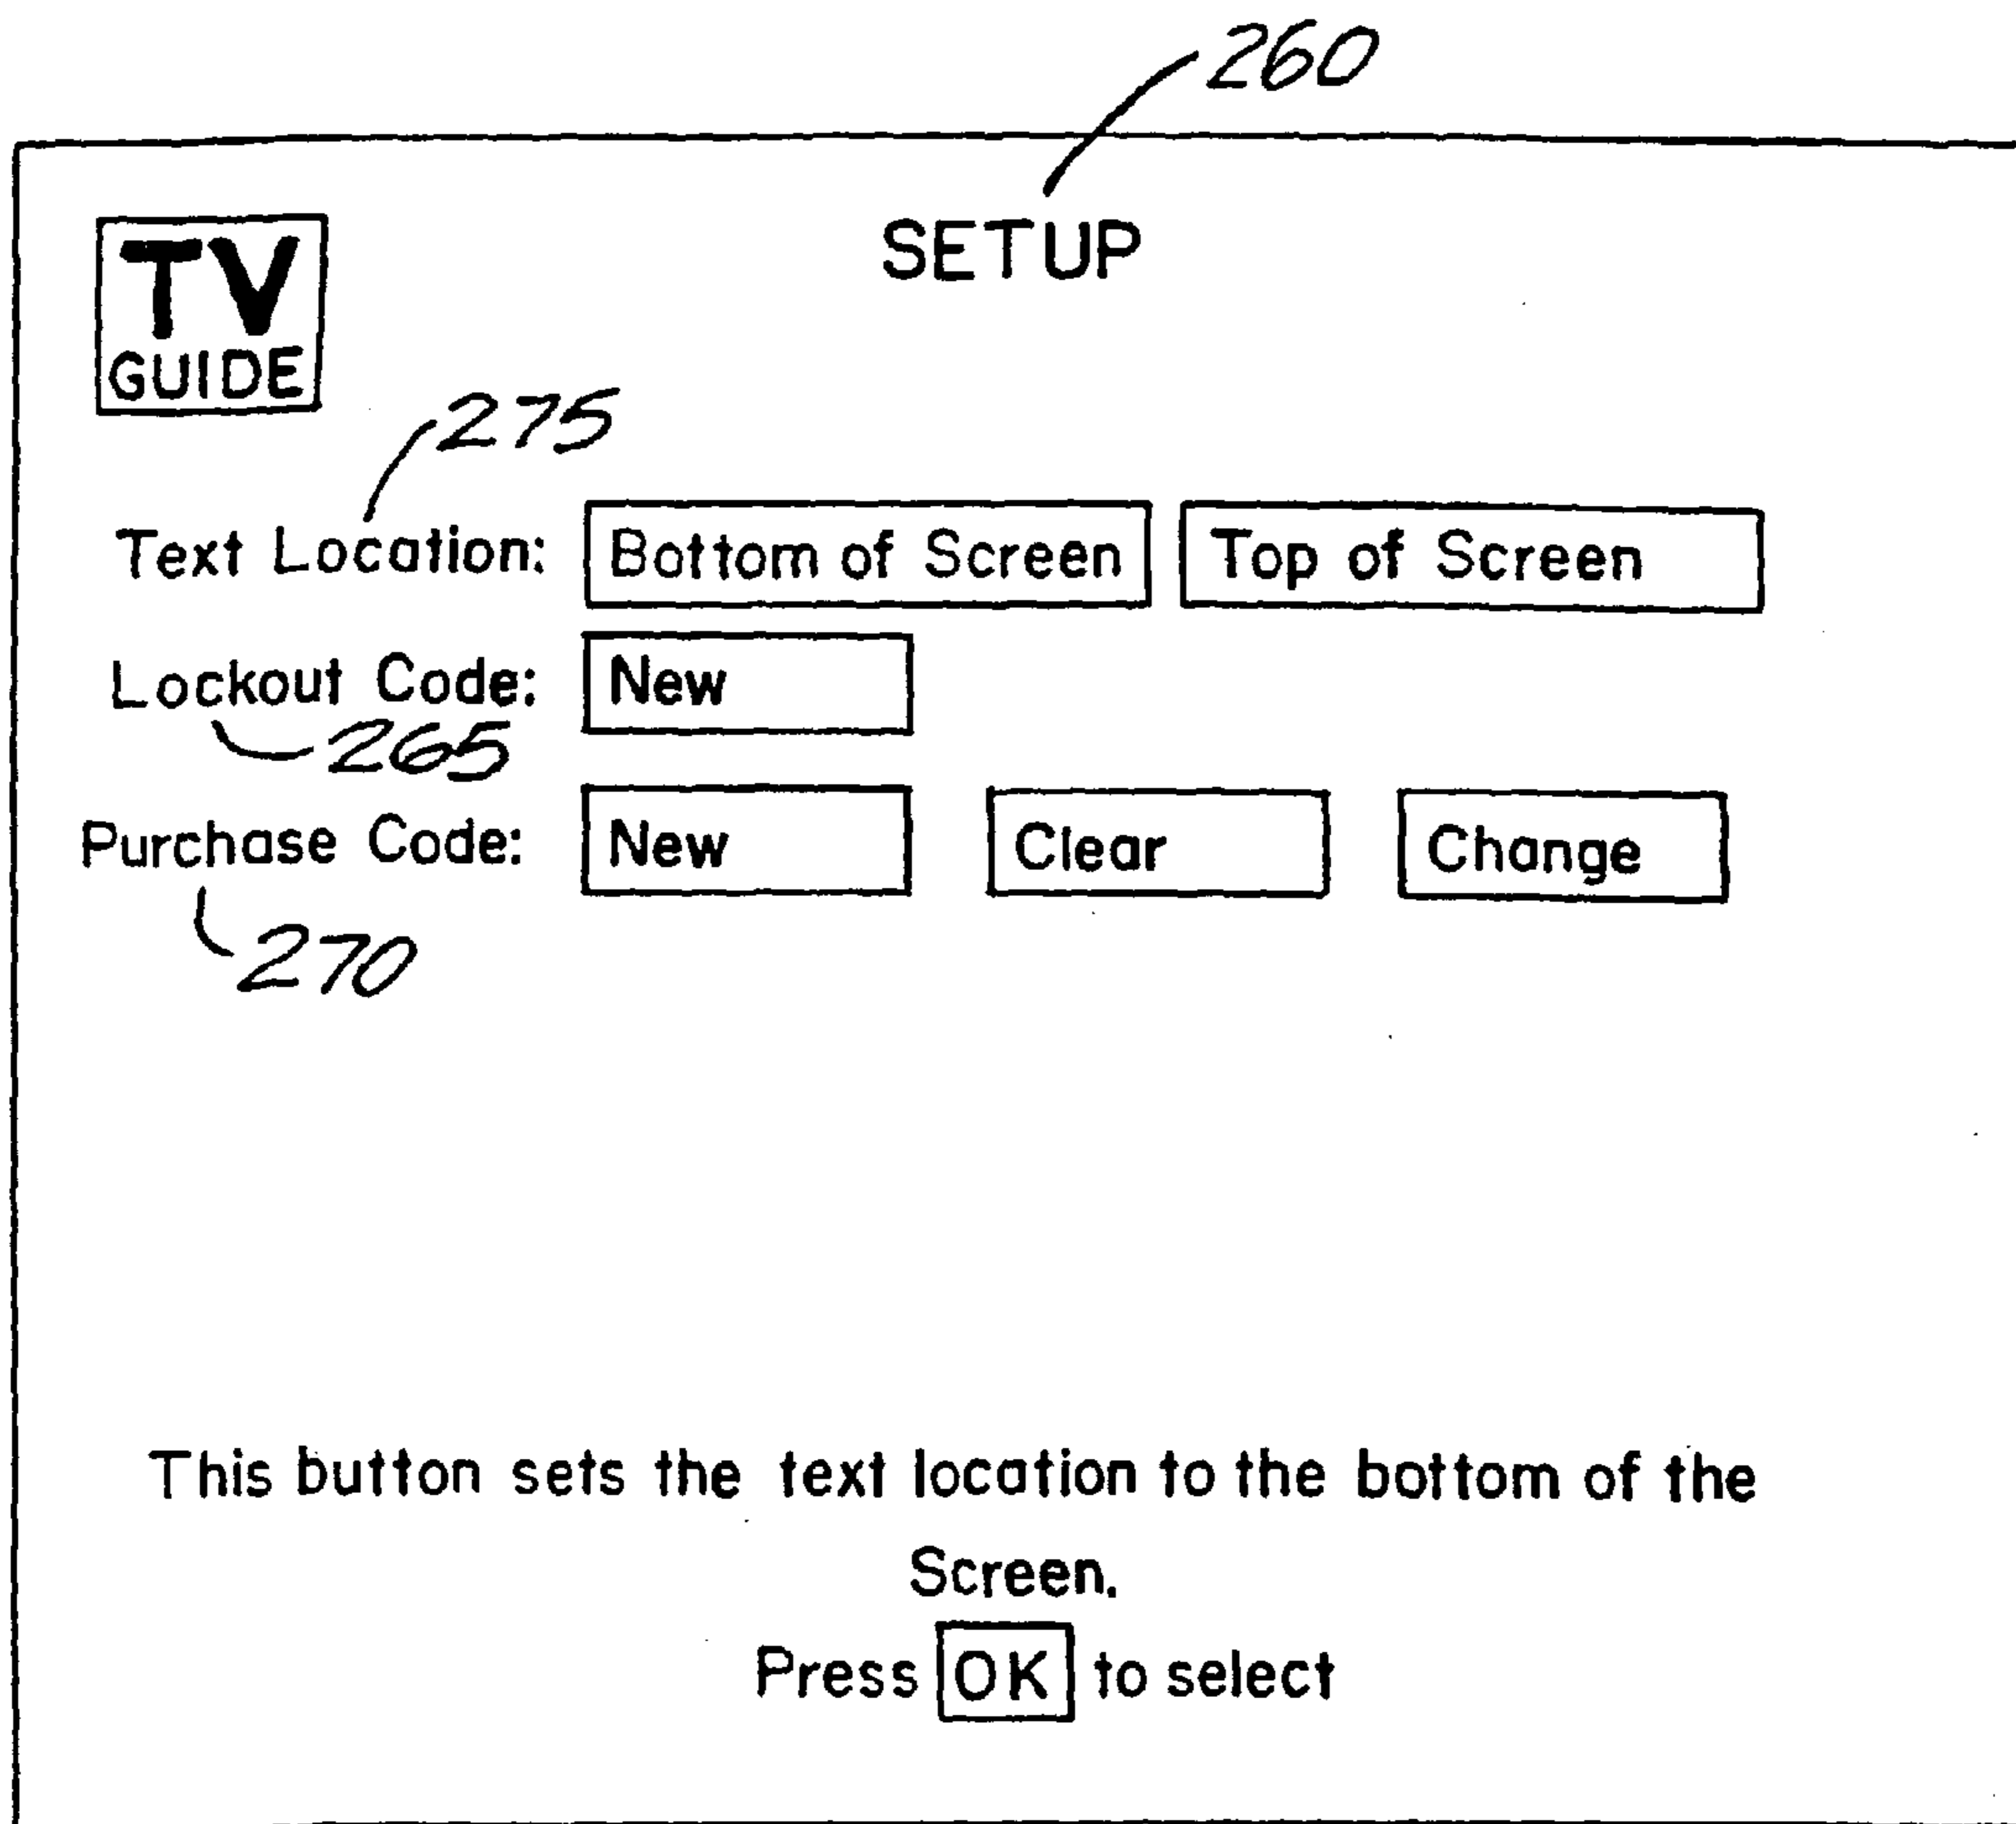 260
SETUP
TV
GUIDE
275
Text Location: Bottom of Screen Top of Screen
Lockout Code: New
265
Purchase Code: New Clear Change
270
This button sets the text location to the bottom of the
Screen.
Press OK to select